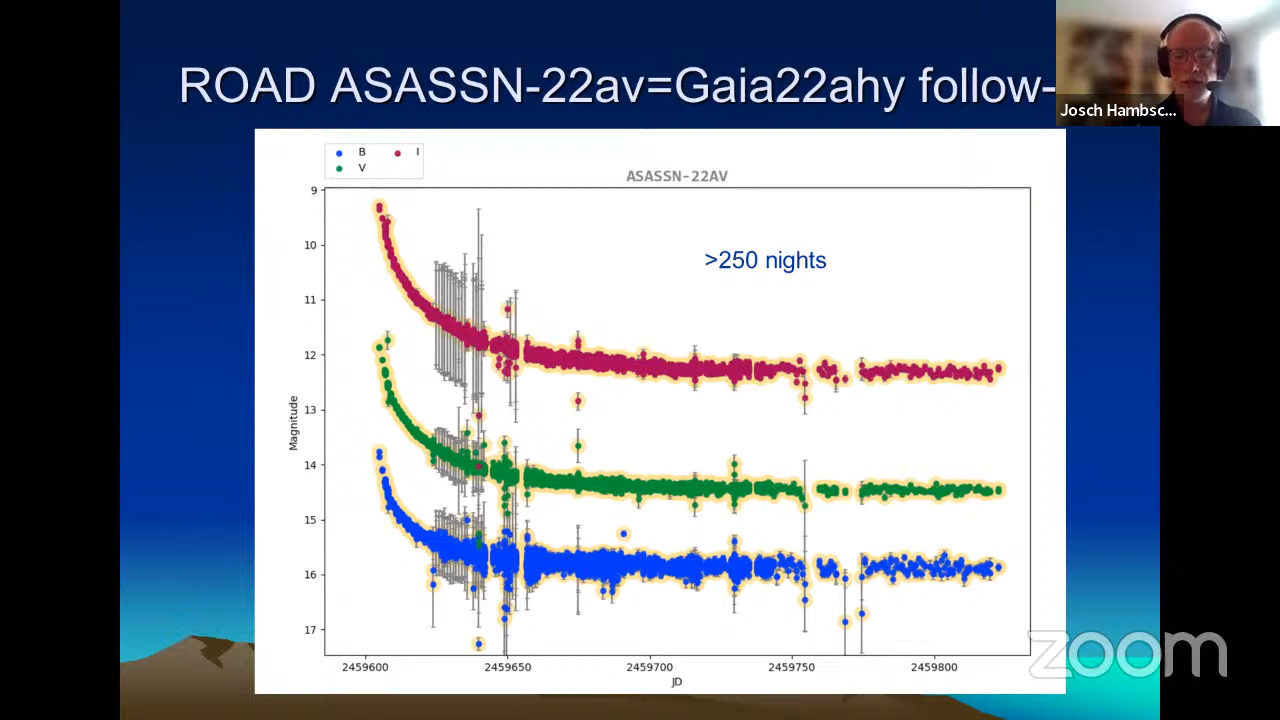 ROAD ASASSN-22av=Gaia22ahy follow-
Josch Hambsc...
B I
V
ASASSN-22AV
>250 nights
9
10
11
12
13
14
15
16
17
Magnitude
2459600 2459650 2459700 2459750 2459800
JD
zoom